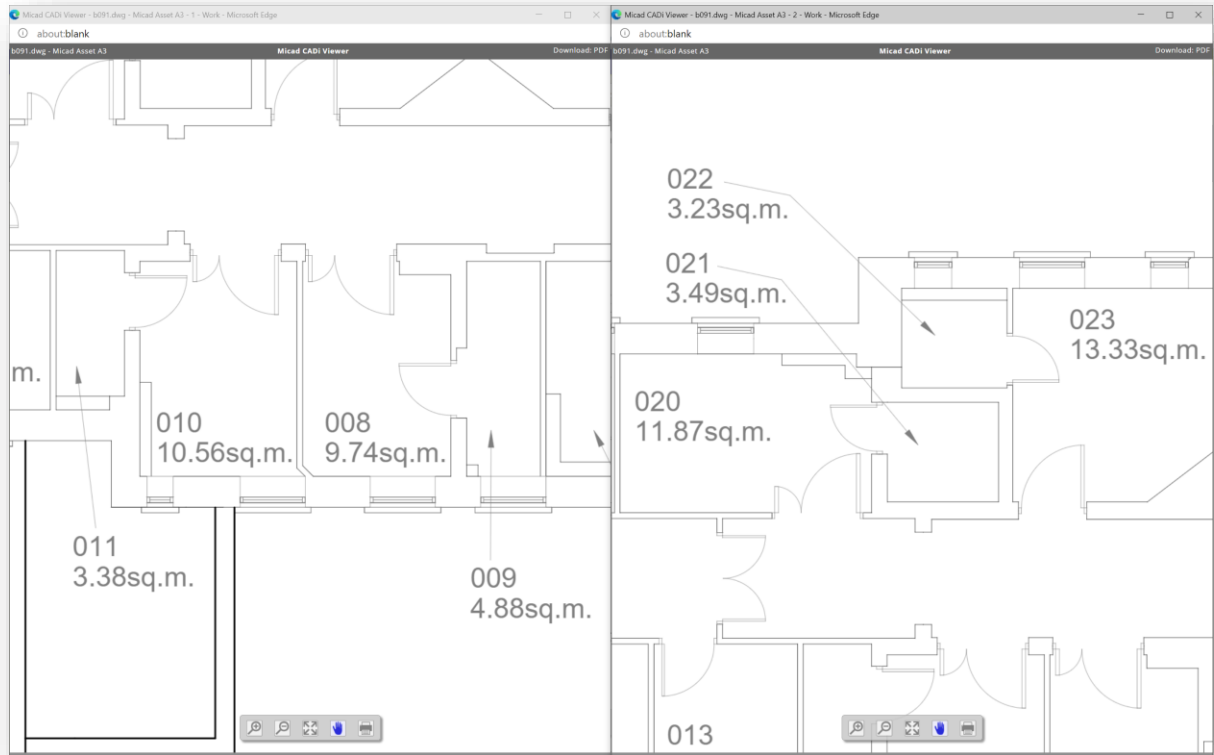 Micad CADi Viewer - b091.dwg - Micad Asset A3 - 1 - Work - Microsoft Edge
about:blank
b091.dwg - Micad Asset A3 Micad CADi Viewer Download: PDF
m.
010
10.56sq.m.
008
9.74sq.m.
011
3.38sq.m.
009
4.88sq.m.
Micad CADi Viewer - b091.dwg - Micad Asset A3 - 2 - Work - Microsoft Edge
about:blank
b091.dwg - Micad Asset A3 Micad CADi Viewer Download: PDF
022
3.23sq.m.
021
3.49sq.m.
023
13.33sq.m.
020
11.87sq.m.
013